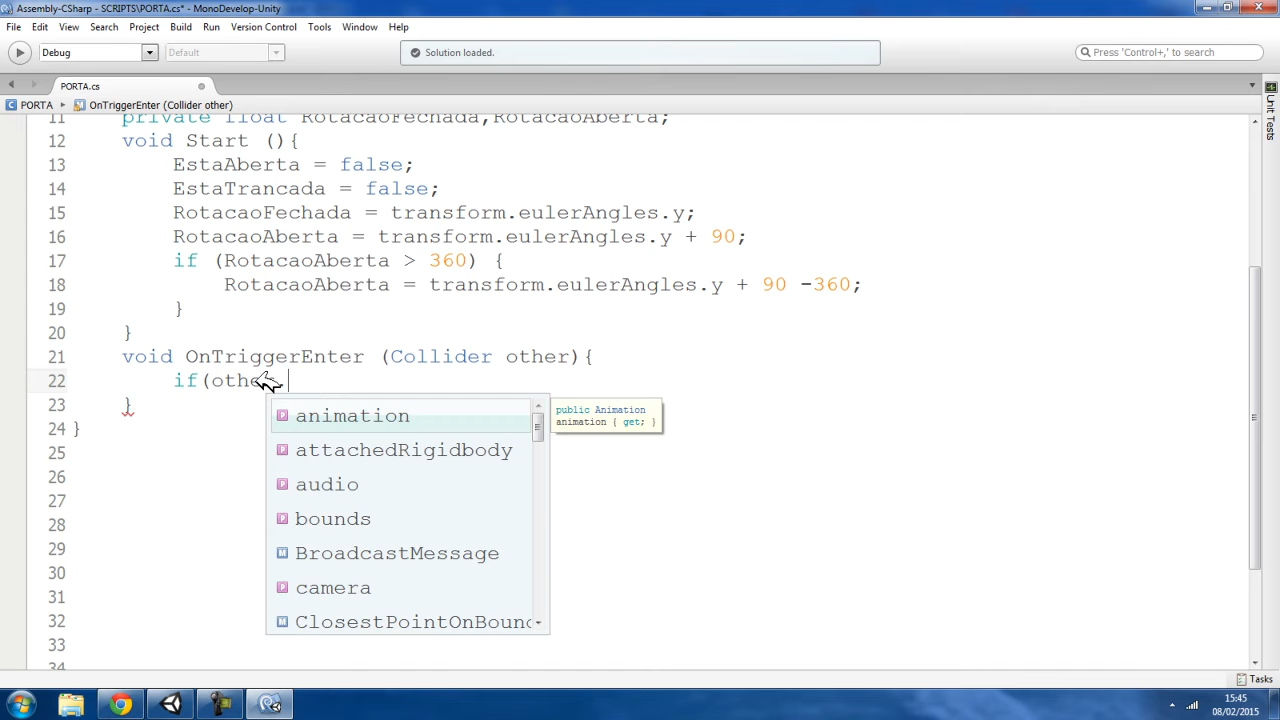 Assembly-CSharp - SCRIPTS\PORTA.cs* - MonoDevelop-Unity
File Edit View Search Project Build Run Version Control Tools Window Help
Debug Default Solution loaded. Press 'Control+,' to search
PORTA.cs
PORTA OnTriggerEnter (Collider other)
11 private float RotacaoFechada,RotacaoAberta;
12 void Start (){
13 EstaAberta = false;
14 EstaTrancada = false;
15 RotacaoFechada = transform.eulerAngles.y;
16 RotacaoAberta = transform.eulerAngles.y + 90;
17 if (RotacaoAberta > 360) {
18 RotacaoAberta = transform.eulerAngles.y + 90 -360;
19 }
20 }
21 void OnTriggerEnter (Collider other){
22 if(other.
23 }
24 }
25
26
27
28
29
30
31
32
33
34
animation
attachedRigidbody
audio
bounds
BroadcastMessage
camera
ClosestPointOnBound
public Animation
animation { get; }
Unit Tests
Tasks
15:45
08/02/2015